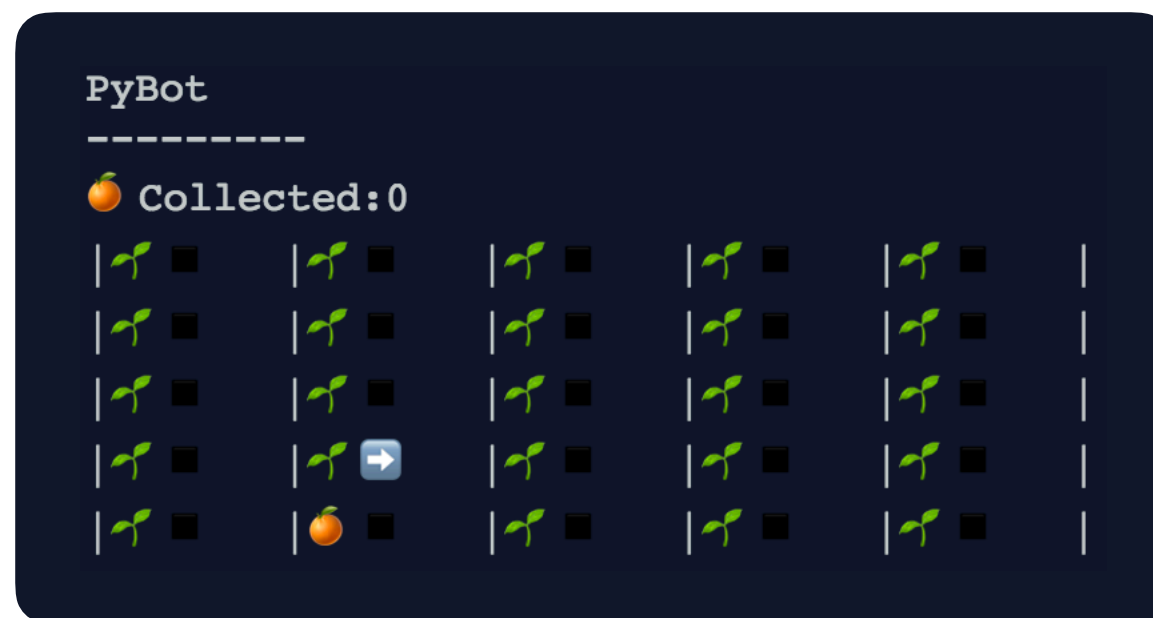 PyBot
---------
🍊 Collected:0
|🌱 ◾ |🌱 ◾ |🌱 ◾ |🌱 ◾ |🌱 ◾ |
|🌱 ◾ |🌱 ◾ |🌱 ◾ |🌱 ◾ |🌱 ◾ |
|🌱 ◾ |🌱 ◾ |🌱 ◾ |🌱 ◾ |🌱 ◾ |
|🌱 ◾ |🌱 ➡️ |🌱 ◾ |🌱 ◾ |🌱 ◾ |
|🌱 ◾ |🍊 ◾ |🌱 ◾ |🌱 ◾ |🌱 ◾ |